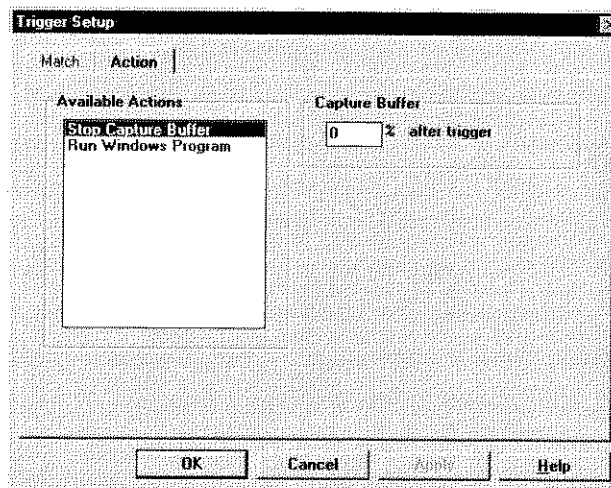 Trigger Setup
Match Action
Available Actions Capture Buffer
Stop Capture Buffer
Run Windows Program
0 % after trigger
OK Cancel Apply Help